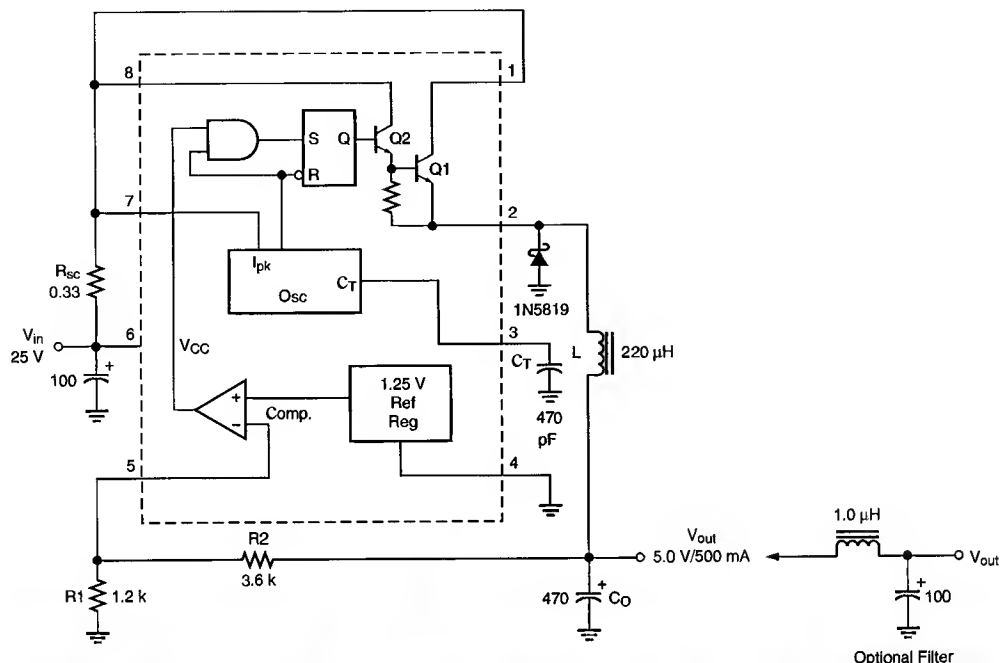 8
1
S
Q
Q2
R
Q1
7
2
Ipk
CT
Osc
1N5819
Rsc
0.33
Vin
25 V
6
VCC
3
CT
L
220 µH
100
+
470
pF
1.25 V
Ref
Reg
+
−
Comp.
5
4
R2
3.6 k
Vout
5.0 V/500 mA
1.0 µH
Vout
R1
1.2 k
470
+
CO
+
100
Optional Filter